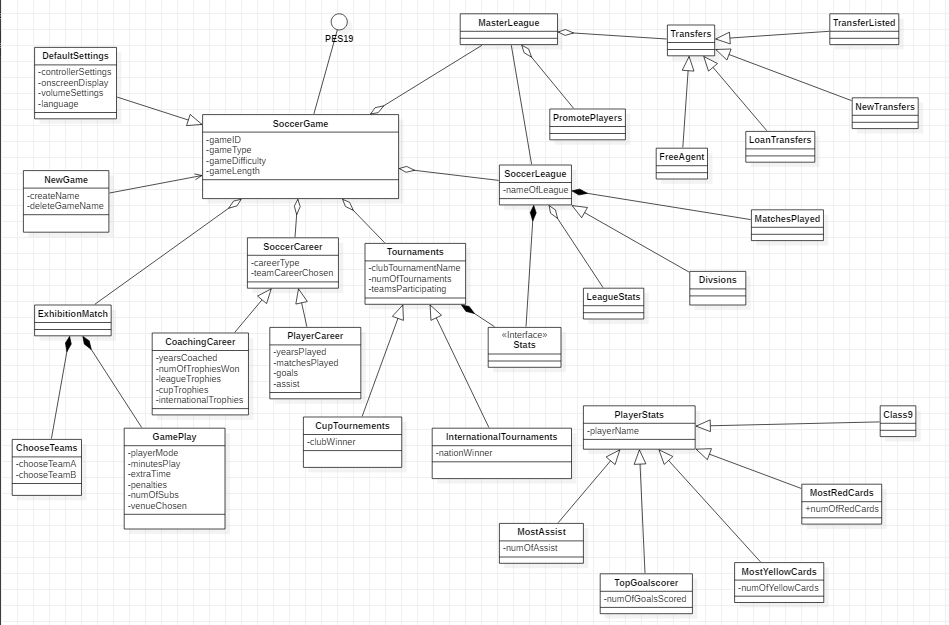 PES19
MasterLeague
Transfers
TransferListed
DefaultSettings
-controllerSettings
-onscreenDisplay
-volumeSettings
-language
SoccerGame
-gameID
-gameType
-gameDifficulty
-gameLength
PromotePlayers
NewTransfers
LoanTransfers
FreeAgent
NewGame
-createName
-deleteGameName
SoccerLeague
-nameOfLeague
MatchesPlayed
SoccerCareer
-careerType
-teamCareerChosen
Tournaments
-clubTournamentName
-numOfTournaments
-teamsParticipating
Divsions
LeagueStats
ExhibitionMatch
CoachingCareer
-yearsCoached
-numOfTrophiesWon
-leagueTrophies
-cupTrophies
-internationalTrophies
PlayerCareer
-yearsPlayed
-matchesPlayed
-goals
-assist
«Interface»
Stats
CupTournements
-clubWinner
InternationalTournaments
-nationWinner
PlayerStats
-playerName
Class9
ChooseTeams
-chooseTeamA
-chooseTeamB
GamePlay
-playerMode
-minutesPlay
-extraTime
-penalties
-numOfSubs
-venueChosen
MostRedCards
+numOfRedCards
MostAssist
-numOfAssist
TopGoalscorer
-numOfGoalsScored
MostYellowCards
-numOfYellowCards